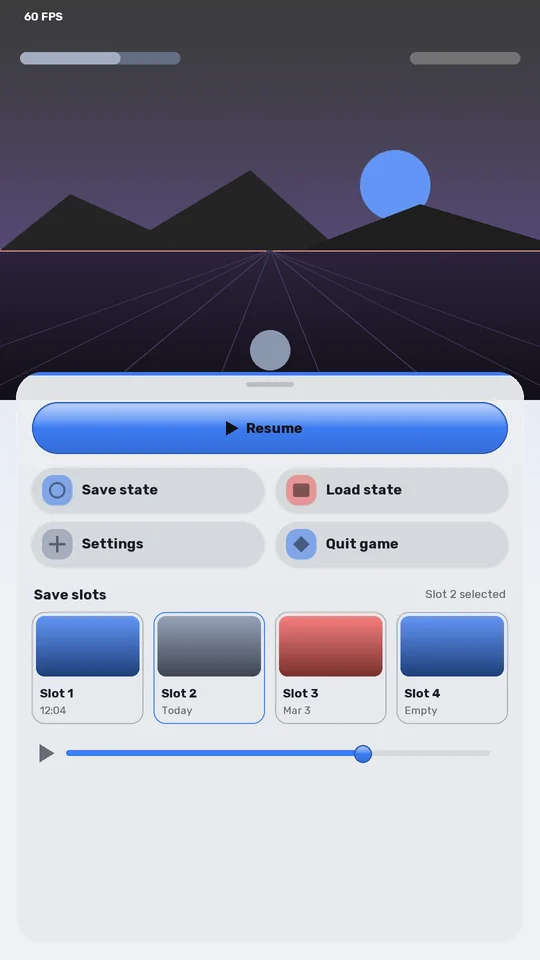 60 FPS
Resume
Save state
Load state
Settings
Quit game
Save slots
Slot 2 selected
Slot 1
12:04
Slot 2
Today
Slot 3
Mar 3
Slot 4
Empty